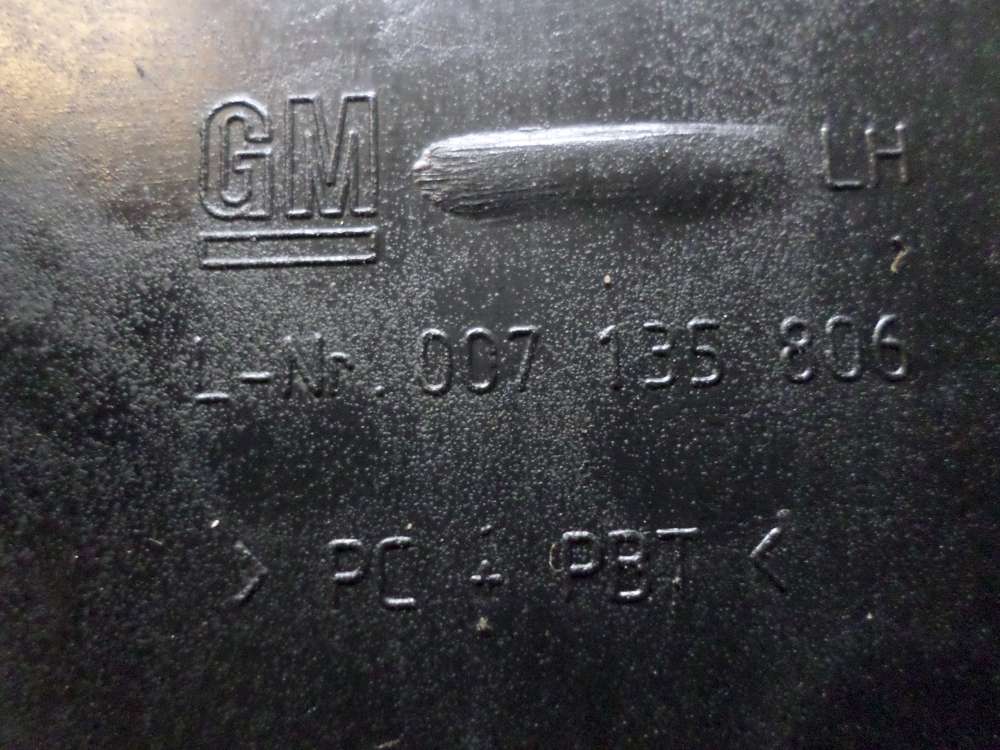 GM LH
L-Nr. 007 135 806
> PC + PBT <